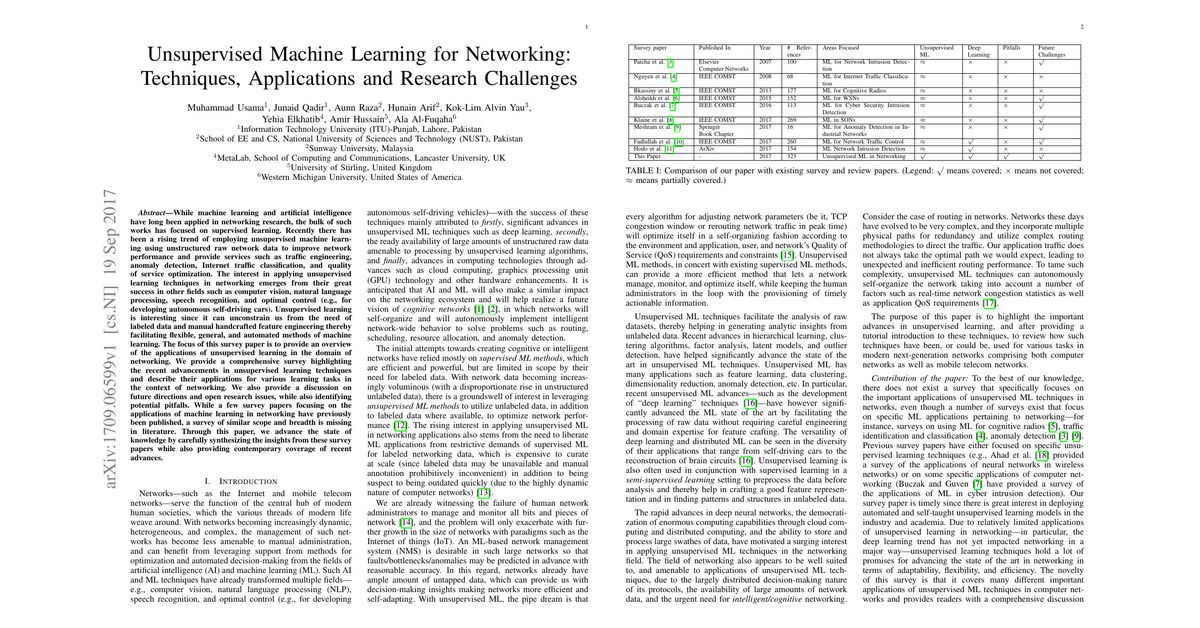 1
Unsupervised Machine Learning for Networking:
Techniques, Applications and Research Challenges
Muhammad Usama1, Junaid Qadir1, Aunn Raza2, Hunain Arif2, Kok-Lim Alvin Yau3,
Yehia Elkhatib4, Amir Hussain5, Ala Al-Fuqaha6
1Information Technology University (ITU)-Punjab, Lahore, Pakistan
2School of EE and CS, National University of Sciences and Technology (NUST), Pakistan
3Sunway University, Malaysia
4MetaLab, School of Computing and Communications, Lancaster University, UK
5University of Stirling, United Kingdom
6Western Michigan University, United States of America
arXiv:1709.06599v1 [cs.NI] 19 Sep 2017
Abstract—While machine learning and artificial intelligence
have long been applied in networking research, the bulk of such
works has focused on supervised learning. Recently there has
been a rising trend of employing unsupervised machine learn-
ing using unstructured raw network data to improve network
performance and provide services such as traffic engineering,
anomaly detection, Internet traffic classification, and quality
of service optimization. The interest in applying unsupervised
learning techniques in networking emerges from their great
success in other fields such as computer vision, natural language
processing, speech recognition, and optimal control (e.g., for
developing autonomous self-driving cars). Unsupervised learning
is interesting since it can unconstrain us from the need of
labeled data and manual handcrafted feature engineering thereby
facilitating flexible, general, and automated methods of machine
learning. The focus of this survey paper is to provide an
overview of the applications of unsupervised learning in the domain
of networking. We provide a comprehensive survey highlighting
the recent advancements in unsupervised learning techniques
and describe their applications for various learning tasks in
the context of networking. We also provide a discussion on
future directions and open research issues, while also identifying
potential pitfalls. While a few survey papers focusing on the
applications of machine learning in networking have previously
been published, a survey of similar scope and breadth is missing
in literature. Through this paper, we advance the state of
knowledge by carefully synthesizing the insights from these survey
papers while also providing contemporary coverage of recent
advances.
I. INTRODUCTION
Networks—such as the Internet and mobile telecom
networks—serve the function of the central hub of modern
human societies, which the various threads of modern life
weave around. With networks becoming increasingly dynamic,
heterogeneous, and complex, the management of such net-
works has become less amenable to manual administration,
and can benefit from leveraging support from methods for
optimization and automated decision-making from the fields of
artificial intelligence (AI) and machine learning (ML). Such AI
and ML techniques have already transformed multiple fields—
e.g., computer vision, natural language processing (NLP),
speech recognition, and optimal control (e.g., for developing
autonomous self-driving vehicles)—with the success of these
techniques mainly attributed to firstly, significant advances in
unsupervised ML techniques such as deep learning, secondly,
the ready availability of large amounts of unstructured raw data
amenable to processing by unsupervised learning algorithms,
and finally, advances in computing technologies through ad-
vances such as cloud computing, graphics processing unit
(GPU) technology and other hardware enhancements. It is
anticipated that AI and ML will also make a similar impact
on the networking ecosystem and will help realize a future
vision of cognitive networks [1] [2], in which networks will
self-organize and will autonomously implement intelligent
network-wide behavior to solve problems such as routing,
scheduling, resource allocation, and anomaly detection.
The initial attempts towards creating cognitive or intelligent
networks have relied mostly on supervised ML methods, which
are efficient and powerful, but are limited in scope by their
need for labeled data. With network data becoming increas-
ingly voluminous (with a disproportionate rise in unstructured
unlabeled data), there is a groundswell of interest in leveraging
unsupervised ML methods to utilize unlabeled data, in addition
to labeled data where available, to optimize network perfor-
mance [12]. The rising interest in applying unsupervised ML
in networking applications also stems from the need to liberate
ML applications from restrictive demands of supervised ML
for labeled networking data, which is expensive to curate
at scale (since labeled data may be unavailable and manual
annotation prohibitively inconvenient) in addition to being
suspect to being outdated quickly (due to the highly dynamic
nature of computer networks) [13].
We are already witnessing the failure of human network
administrators to manage and monitor all bits and pieces of
network [14], and the problem will only exacerbate with fur-
ther growth in the size of networks with paradigms such as the
Internet of things (IoT). An ML-based network management
system (NMS) is desirable in such large networks so that
faults/bottlenecks/anomalies may be predicted in advance with
reasonable accuracy. In this regard, networks already have
ample amount of untapped data, which can provide us with
decision-making insights making networks more efficient and
self-adapting. With unsupervised ML, the pipe dream is that
2
Survey paper Published In Year # Refer- Areas Focused Unsupervised Deep Pitfalls Future
ences ML Learning Challenges
Patcha et al. [3] Elsevier 2007 100 ML for Network Intrusion Detec- ≈ × × √
Computer Networks tion
Nguyen et al. [4] IEEE COMST 2008 68 ML for Internet Traffic Classifica- ≈ × × ×
tion
Bkassiny et al. [5] IEEE COMST 2013 177 ML for Cognitive Radios ≈ × × √
Alsheikh et al. [6] IEEE COMST 2015 152 ML for WSNs ≈ × × √
Buczak et al. [7] IEEE COMST 2016 113 ML for Cyber Security Intrusion ≈ × × √
Detection
Klaine et al. [8] IEEE COMST 2017 269 ML in SONs ≈ × × √
Meshram et al. [9] Springer 2017 16 ML for Anomaly Detection in In- ≈ × × √
Book Chapter dustrial Networks
Fadlullah et al. [10] IEEE COMST 2017 260 ML for Network Traffic Control ≈ √ × √
Hodo et al. [11] ArXiv 2017 154 ML Network Intrusion Detection ≈ √ × ×
This Paper - 2017 323 Unsupervised ML in Networking √ √ √ √
TABLE I: Comparison of our paper with existing survey and review papers. (Legend: √ means covered; × means not covered;
≈ means partially covered.)
every algorithm for adjusting network parameters (be it, TCP
congestion window or rerouting network traffic in peak time)
will optimize itself in a self-organizing fashion according to
the environment and application, user, and network's Quality of
Service (QoS) requirements and constraints [15]. Unsupervised
ML methods, in concert with existing supervised ML methods,
can provide a more efficient method that lets a network
manage, monitor, and optimize itself, while keeping the human
administrators in the loop with the provisioning of timely
actionable information.
Unsupervised ML techniques facilitate the analysis of raw
datasets, thereby helping in generating analytic insights from
unlabeled data. Recent advances in hierarchical learning, clus-
tering, factor analysis, latent models, and outlier
detection, have helped significantly advance the state of the
art in unsupervised ML techniques. Unsupervised ML has
many applications such as feature learning, data clustering,
dimensionality reduction, anomaly detection, etc. In particular,
recent unsupervised ML advances—such as the development
of “deep learning” techniques [16]—have however signifi-
cantly advanced the ML state of the art by facilitating the
processing of raw data without requiring careful engineering
and domain expertise for feature crafting. The versatility of
deep learning and distributed ML can be seen in the diversity
of their applications that range from self-driving cars to the
reconstruction of brain circuits [16]. Unsupervised learning is
also often used in conjunction with supervised learning in a
semi-supervised learning setting to preprocess the data before
analysis and thereby help in crafting a good feature represen-
tation and in finding patterns and structures in unlabeled data.
The rapid advances in deep neural networks, the democrati-
zation of enormous computing capabilities through cloud com-
puting and distributed computing, and the ability to store and
process large swathes of data, have motivated a surging interest
in applying unsupervised ML techniques in the networking
field. The field of networking also appears to be well suited
to, and amenable to applications of unsupervised ML tech-
niques, due to the largely distributed decision-making nature
of its protocols, the availability of large amounts of network
data, and the urgent need for intelligent/cognitive networking.
Consider the case of routing in networks. Networks these days
have evolved to be very complex, and they incorporate multiple
physical paths for redundancy and utilize complex routing
methodologies to direct the traffic. Our application traffic does
not always take the optimal path we would expect, leading to
unexpected and inefficient routing performance. To tame such
complexity, unsupervised ML techniques can autonomously
self-organize the network taking into account a number of
factors such as real-time network congestion statistics as well
as application QoS requirements [17].
The purpose of this paper is to highlight the important
advances in unsupervised learning, and after providing a
tutorial introduction to these techniques, to review how such
techniques have been, or could be, used for various tasks in
modern next-generation networks comprising both computer
networks as well as mobile telecom networks.
Contribution of the paper: To the best of our knowledge,
there does not exist a survey that specifically focuses on
the important applications of unsupervised ML techniques in
networks, even though a number of surveys exist that focus
on specific ML applications pertaining to networking—for
instance, surveys on using ML for cognitive radios [5], traffic
identification and classification [4], anomaly detection [3] [9].
Previous survey papers have either focused on specific unsu-
pervised learning techniques (e.g., Ahad et al. [18] provided
a survey of the applications of neural networks in wireless
networks) or on some specific applications of computer net-
working (Buczak and Guven [7] have provided a survey of
the applications of ML in cyber intrusion detection). Our
survey paper is timely since there is great interest in deploying
automated and self-taught unsupervised learning models in the
industry and academia. Due to relatively limited applications
of unsupervised learning in networking—in particular, the
deep learning trend has not yet impacted networking in a
major way—unsupervised learning techniques hold a lot of
promises for advancing the state of the art in networking in
terms of adaptability, flexibility, and efficiency. The novelty
of this survey is that it covers many different important
applications of unsupervised ML techniques in computer net-
works and provides readers with a comprehensive discussion